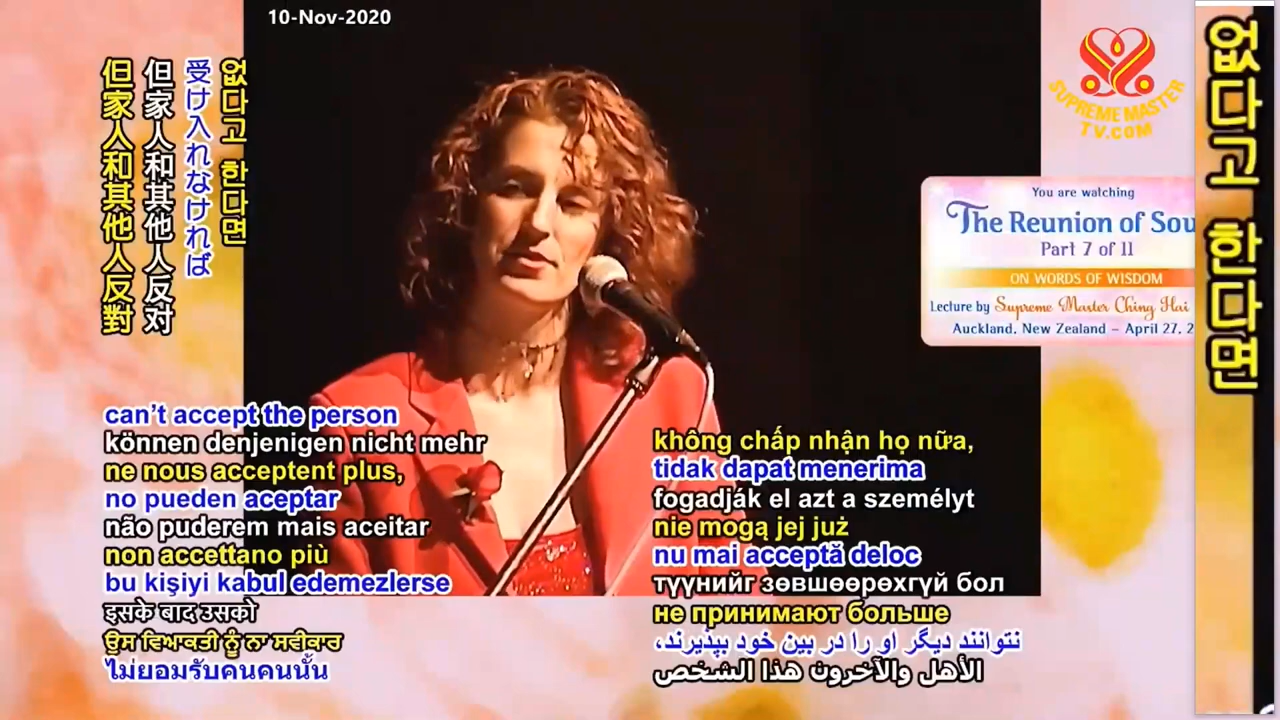 10-Nov-2020
SUPREME MASTER
TV.COM
You are watching
The Reunion of Sou
Part 7 of 11
ON WORDS OF WISDOM
Lecture by Supreme Master Ching Hai
Auckland, New Zealand – April 27, 2
없다고 한다면
受け入れなければ
但家人和其他人反对
但家人和其他人反對
can't accept the person
können denjenigen nicht mehr
ne nous acceptent plus,
no pueden aceptar
não puderem mais aceitar
non accettano più
bu kişiyi kabul edemezlerse
इसके बाद उसको
ਉਸ ਵਿਆਕਤੀ ਨੂੰ ਨਾ ਸਵੀਕਾਰ
ไม่ยอมรับคนคนนั้น
không chấp nhận họ nữa,
tidak dapat menerima
fogadják el azt a személyt
nie mogą jej już
nu mai acceptă deloc
түүнийг зөвшөөрөхгүй бол
не принимают больше
نتوانند دیگر او را در بین خود بپذیرند،
الأهل والآخرون هذا الشخص
없다고 한다면